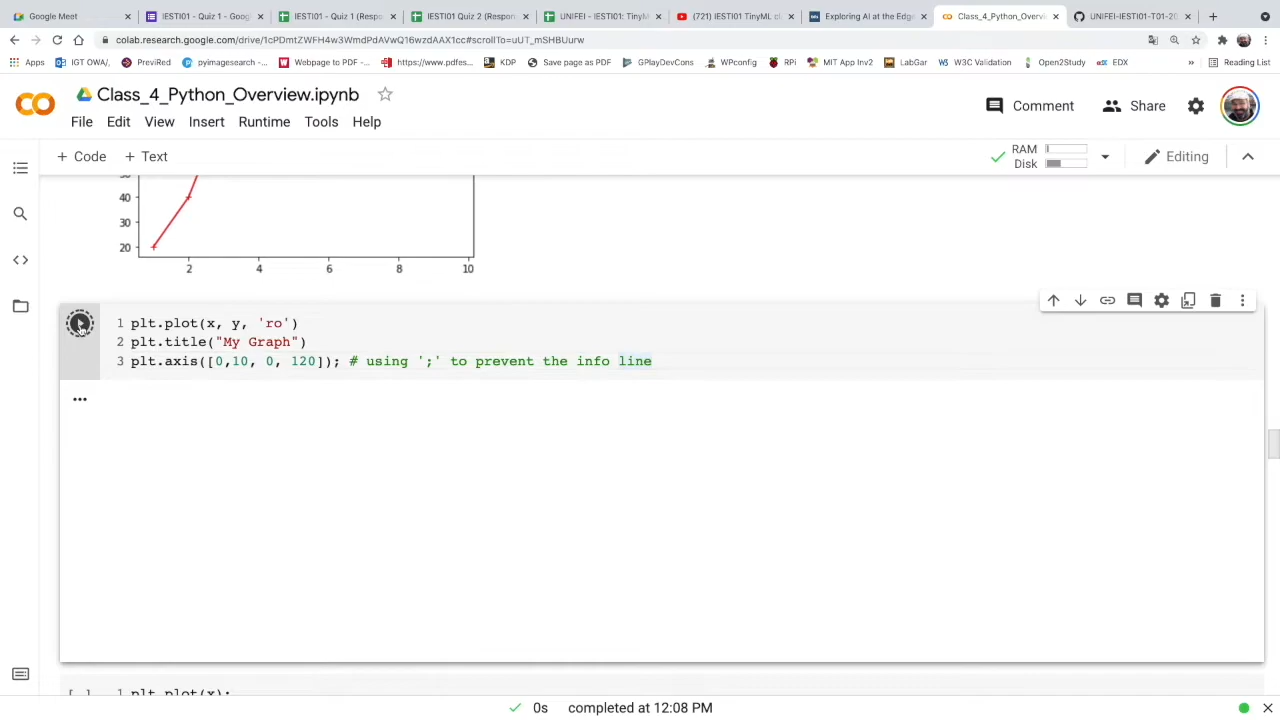 Google Meet
IESTI01 - Quiz 1 - Goog
IESTI01 - Quiz 1 (Respo
IESTI01 Quiz 2 (Respon
UNIFEI - IESTI01: TinyM
(721) IESTI01 TinyML cl
Exploring AI at the Edge
Class_4_Python_Overvi
UNIFEI-IESTI01-T01-20
colab.research.google.com/drive/1cPDmtZWFH4w3WmdPdAVwQ16wzdAAX1cc#scrollTo=uUT_mSHBUurw
Apps
IGT OWA/,
PreviRed
pyimagesearch -...
Webpage to PDF -...
https://www.pdfes...
KDP
Save page as PDF
GPlayDevCons
WPconfig
RPi
MIT App Inv2
LabGar
W3C Validation
Open2Study
EDX
»
Reading List
Class_4_Python_Overview.ipynb
Comment
Share
File Edit View Insert Runtime Tools Help
+ Code + Text
RAM
Disk
Editing
40
30
20
2 4 6 8 10
1 plt.plot(x, y, 'ro')
2 plt.title("My Graph")
3 plt.axis([0,10, 0, 120]); # using ';' to prevent the info line
...
[ ] 1 plt.plot(x);
0s completed at 12:08 PM